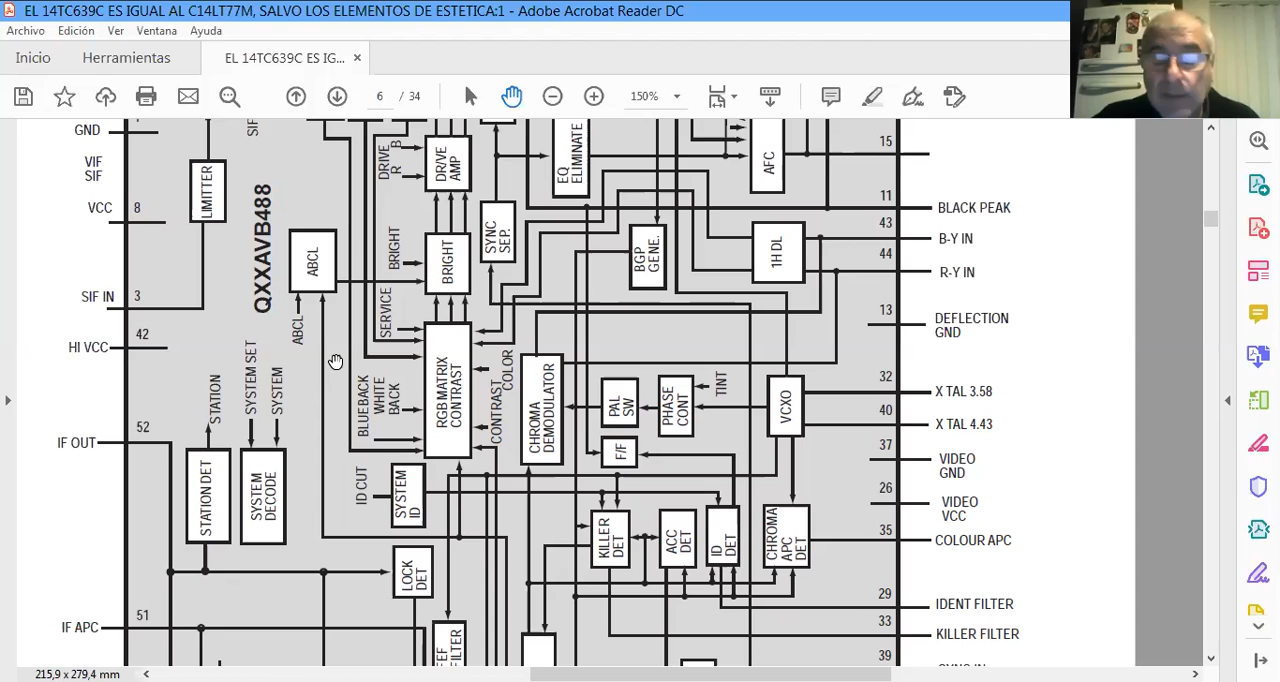 EL 14TC639C ES IGUAL AL C14LT77M, SALVO LOS ELEMENTOS DE ESTETICA:1 - Adobe Acrobat Reader DC
Archivo Edición Ver Ventana Ayuda
Inicio Herramientas EL 14TC639C ES IG... ×
6 / 34 150%
GND
VIF
SIF
VCC 8
SIF IN 3
HI VCC 42
IF OUT 52
IF APC 51
SIF
LIMITTER
QXXAVB488
ABCL
ABCL
STATION
SYSTEM SET
SYSTEM
STATION DET
SYSTEM
DECODE
DRIVE
R
B
DRIVE
AMP
BRIGHT
BRIGHT
SERVICE
BLUEBACK
WHITE
BACK
RGB MATRIX
CONTRAST
CONTRAST
COLOR
ID CUT
SYSTEM
ID
LOCK
DET
FILTER
SYNC
SEP.
EQ
ELIMINATE
BGP
GENE.
AFC
1H DL
CHROMA
DEMODULATOR
PAL
SW
PHASE
CONT
TINT
VCXO
F/F
KILLER
DET
ACC
DET
ID
DET
CHROMA
APC
DET
15
11 BLACK PEAK
43 B-Y IN
44 R-Y IN
13 DEFLECTION
GND
32 X TAL 3.58
40 X TAL 4.43
37 VIDEO
GND
26 VIDEO
VCC
35 COLOUR APC
29 IDENT FILTER
33 KILLER FILTER
39
215,9 x 279,4 mm